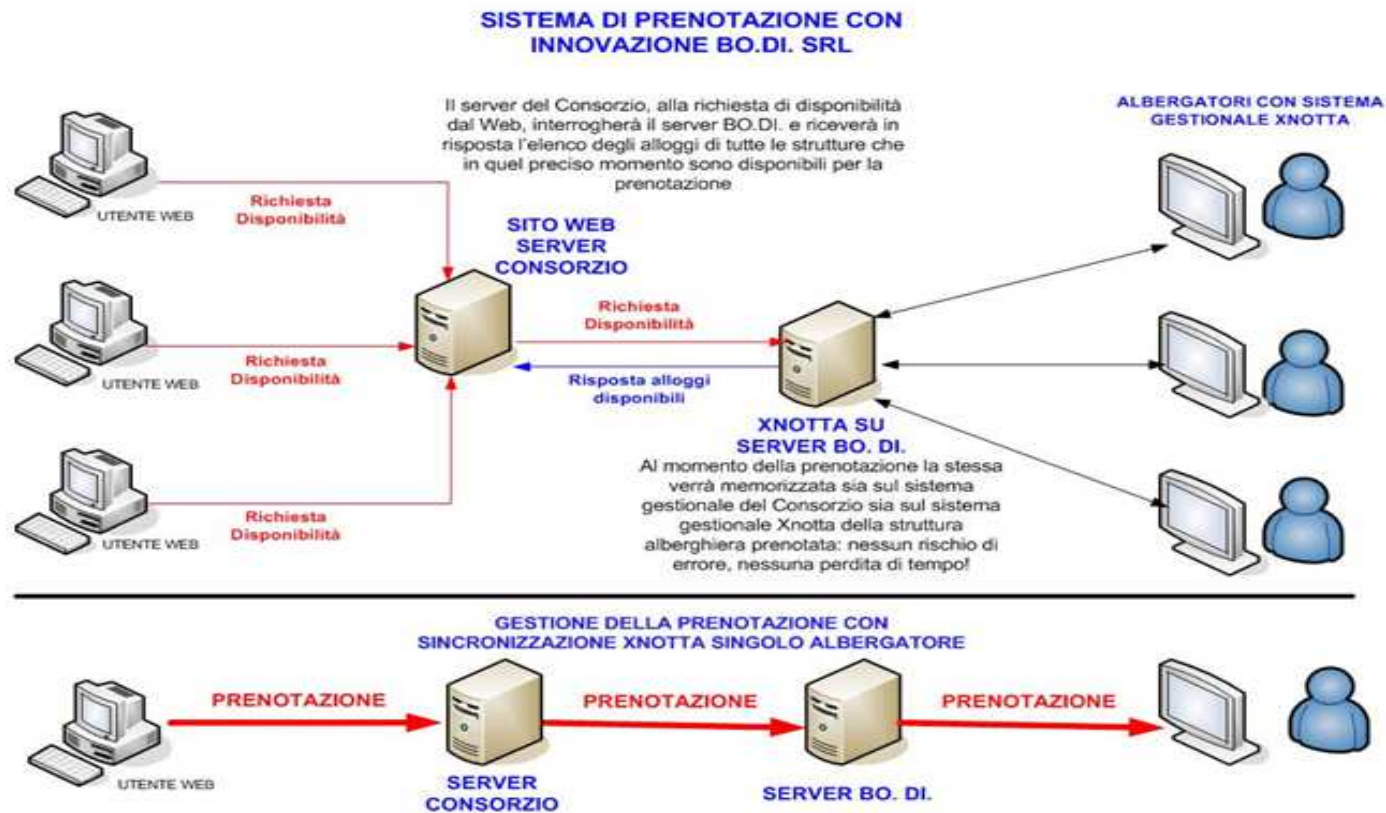 SISTEMA DI PRENOTAZIONE CON
INNOVAZIONE BO.DI. SRL
Il server del Consorzio, alla richiesta di disponibilità
dal Web, interrogherà il server BO.DI. e riceverà in
risposta l'elenco degli alloggi di tutte le strutture che
in quel preciso momento sono disponibili per la
prenotazione
ALBERGATORI CON SISTEMA
GESTIONALE XNOTTA
UTENTE WEB
Richiesta
Disponibilità
SITO WEB
SERVER
CONSORZIO
UTENTE WEB
Richiesta
Disponibilità
Richiesta
Disponibilità
Risposta alloggi
disponibili
XNOTTA SU
SERVER BO. DI.
Al momento della prenotazione la stessa
verrà memorizzata sia sul sistema
gestionale del Consorzio sia sul sistema
gestionale Xnotta della struttura
alberghiera prenotata: nessun rischio di
errore, nessuna perdita di tempo!
UTENTE WEB
Richiesta
Disponibilità
GESTIONE DELLA PRENOTAZIONE CON
SINCRONIZZAZIONE XNOTTA SINGOLO ALBERGATORE
UTENTE WEB
PRENOTAZIONE
SERVER
CONSORZIO
PRENOTAZIONE
SERVER BO. DI.
PRENOTAZIONE